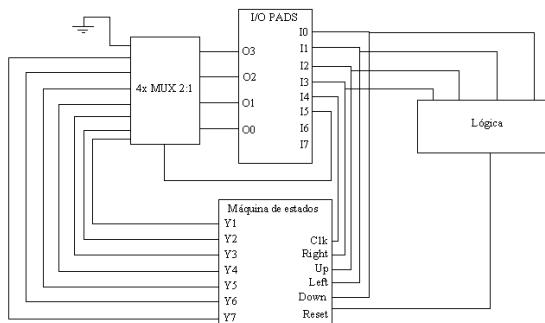 I/O PADS
I0
I1
O3
I2
O2
I3
4x MUX 2:1
I4
O1
I5
I6
O0
I7
Lógica
Máquina de estados
Y1
Y2
Clk
Y3
Right
Y4
Up
Y5
Left
Y6
Down
Y7
Reset